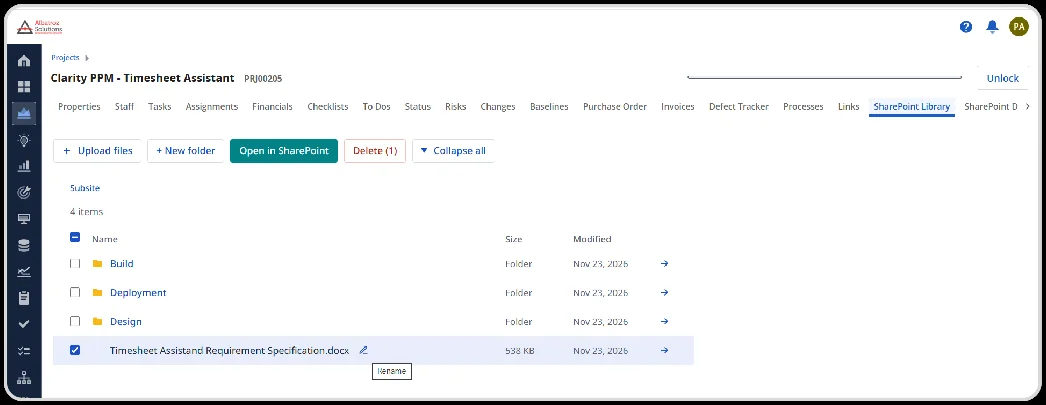 Albatroz
Solutions
? PA
Projects
Clarity PPM - Timesheet Assistant PRJ00205 Unlock
Properties Staff Tasks Assignments Financials Checklists To Dos Status Risks Changes Baselines Purchase Order Invoices Defect Tracker Processes Links SharePoint Library SharePoint D
+ Upload files + New folder Open in SharePoint Delete (1) Collapse all
Subsite
4 items
Name Size Modified
Build Folder Nov 23, 2026
Deployment Folder Nov 23, 2026
Design Folder Nov 23, 2026
Timesheet Assistand Requirement Specification.docx 538 KB Nov 23, 2026
Rename